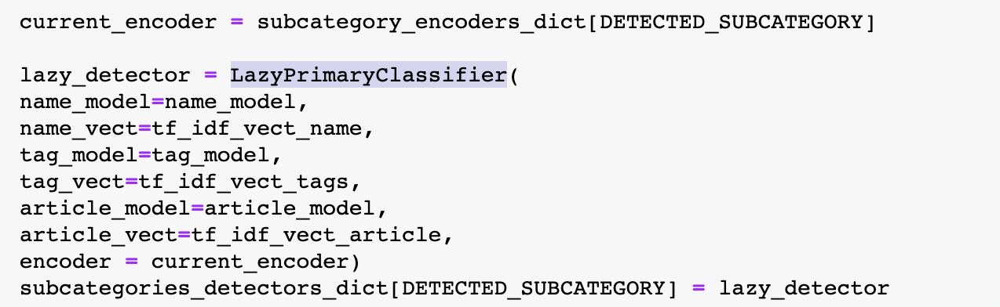 current_encoder = subcategory_encoders_dict[DETECTED_SUBCATEGORY]
lazy_detector = LazyPrimaryClassifier(
name_model=name_model,
name_vect=tf_idf_vect_name,
tag_model=tag_model,
tag_vect=tf_idf_vect_tags,
article_model=article_model,
article_vect=tf_idf_vect_article,
encoder = current_encoder)
subcategories_detectors_dict[DETECTED_SUBCATEGORY] = lazy_detector